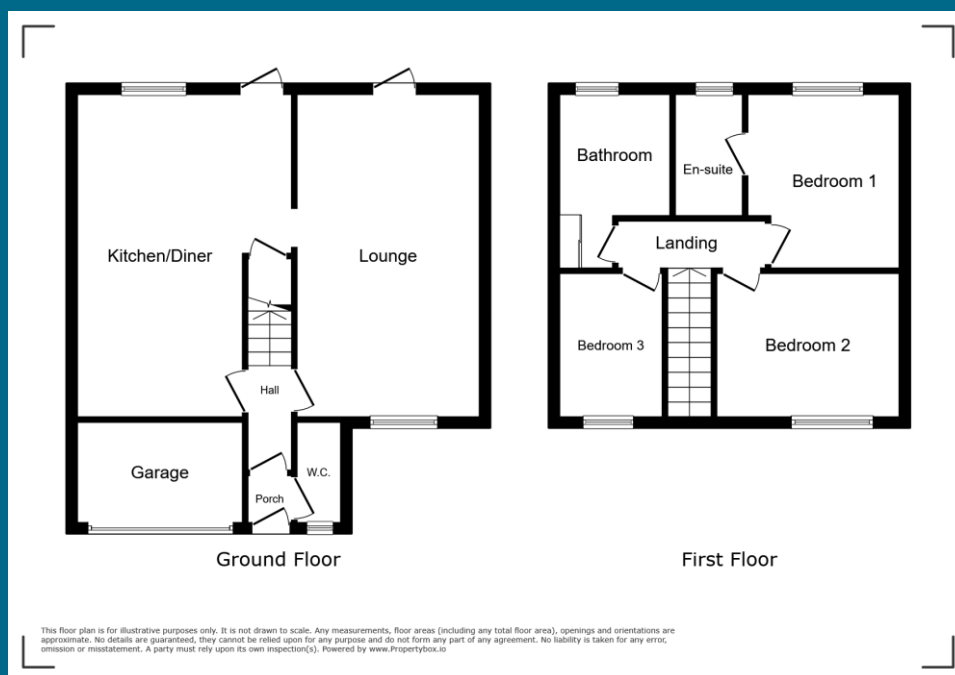 Kitchen/Diner
Lounge
Hall
Garage
W.C.
Porch
Ground Floor
Bathroom
En-suite
Bedroom 1
Landing
Bedroom 3
Bedroom 2
First Floor
This floor plan is for illustrative purposes only. It is not drawn to scale. Any measurements, floor areas (including any total floor area), openings and orientations are
approximate. No details are guaranteed, they cannot be relied upon for any purpose and do not form any part of any agreement. No liability is taken for any error,
omission or misstatement. A party must rely upon its own inspection(s). Powered by www.Propertybox.io